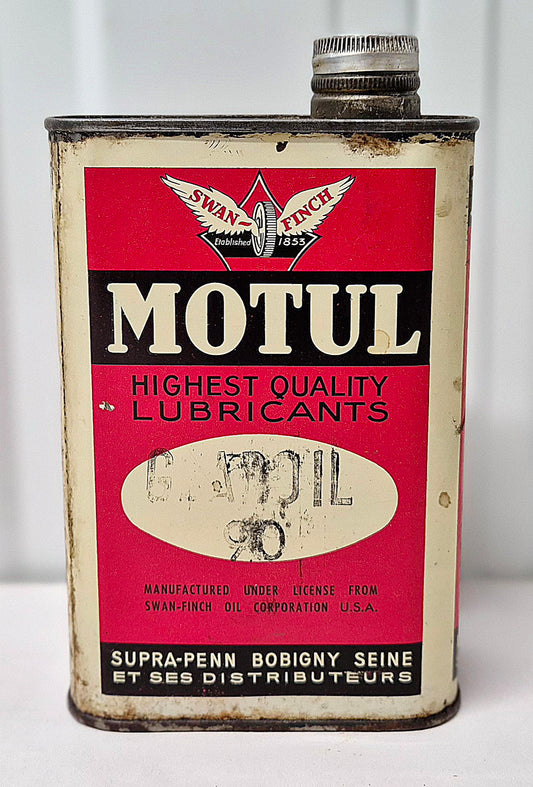 SWAN-FINCH
Established 1853
MOTUL
HIGHEST QUALITY
LUBRICANTS
90
MANUFACTURED UNDER LICENSE FROM
SWAN-FINCH OIL CORPORATION U.S.A.
SUPRA-PENN BOBIGNY SEINE
ET SES DISTRIBUTEURS